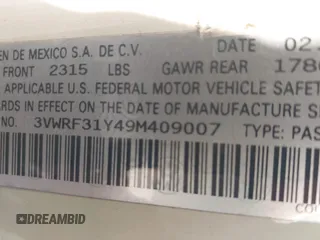 EN DE MEXICO S.A. DE C.V. DATE 02.
FRONT 2315 LBS GAWR REAR 178
APPLICABLE U.S. FEDERAL MOTOR VEHICLE SAFET
ARDS IN EFFECT ON THE DATE OF MANUFACTURE S
NO. 3VWRF31Y49M409007 TYPE: PAS
DREAMBID